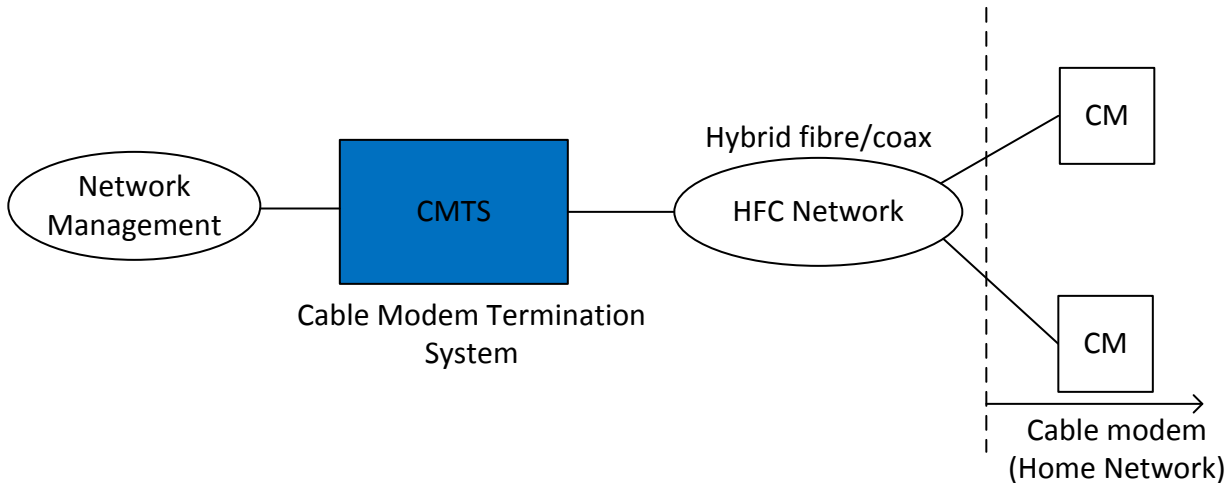 Network
Management
CMTS
Cable Modem Termination
System
Hybrid fibre/coax
HFC Network
CM
CM
Cable modem
(Home Network)